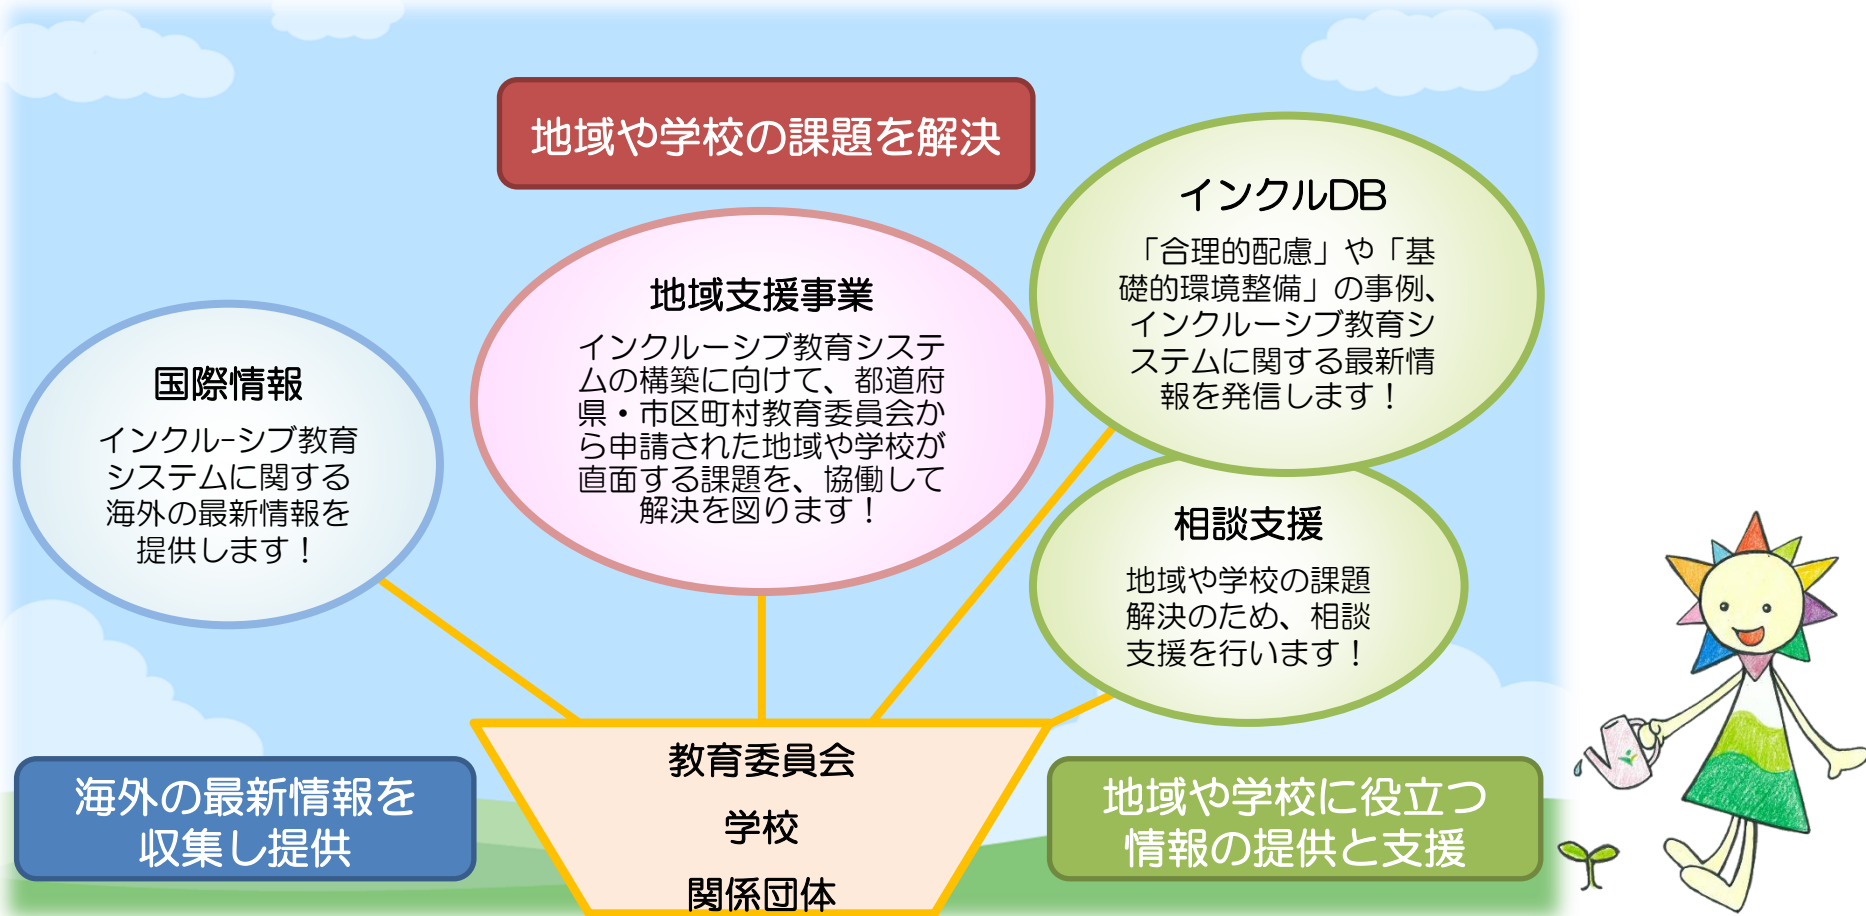 地域や学校の課題を解決
インクルDB
「合理的配慮」や「基
礎的環境整備」の事例、
インクルーシブ教育シ
ステムに関する最新情
報を発信します！
地域支援事業
インクルーシブ教育システ
ムの構築に向けて、都道府
県・市区町村教育委員会か
ら申請された地域や学校が
直面する課題を、協働して
解決を図ります！
国際情報
インクル−シブ教育
システムに関する
海外の最新情報を
提供します！
相談支援
地域や学校の課題
解決のため、相談
支援を行います！
教育委員会
学校
関係団体
海外の最新情報を
収集し提供
地域や学校に役立つ
情報の提供と支援